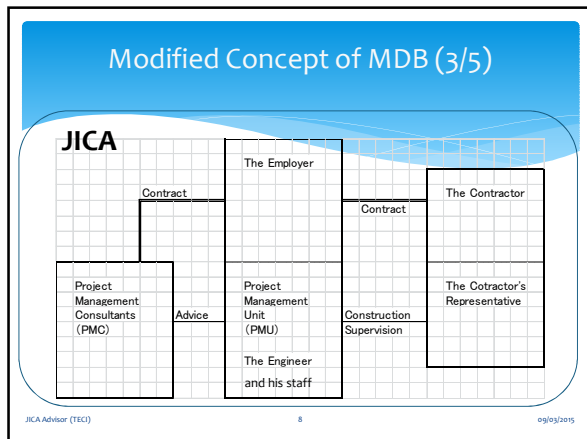 Modified Concept of MDB (3/5)
JICA
The Employer
Contract
The Contractor
Contract
Project
Management
Consultants
(PMC)
Advice
Project
Management
Unit
(PMU)
The Engineer
and his staff
Construction
Supervision
The Cotractor's
Representative
JICA Advisor (TECI)
8
09/03/2015